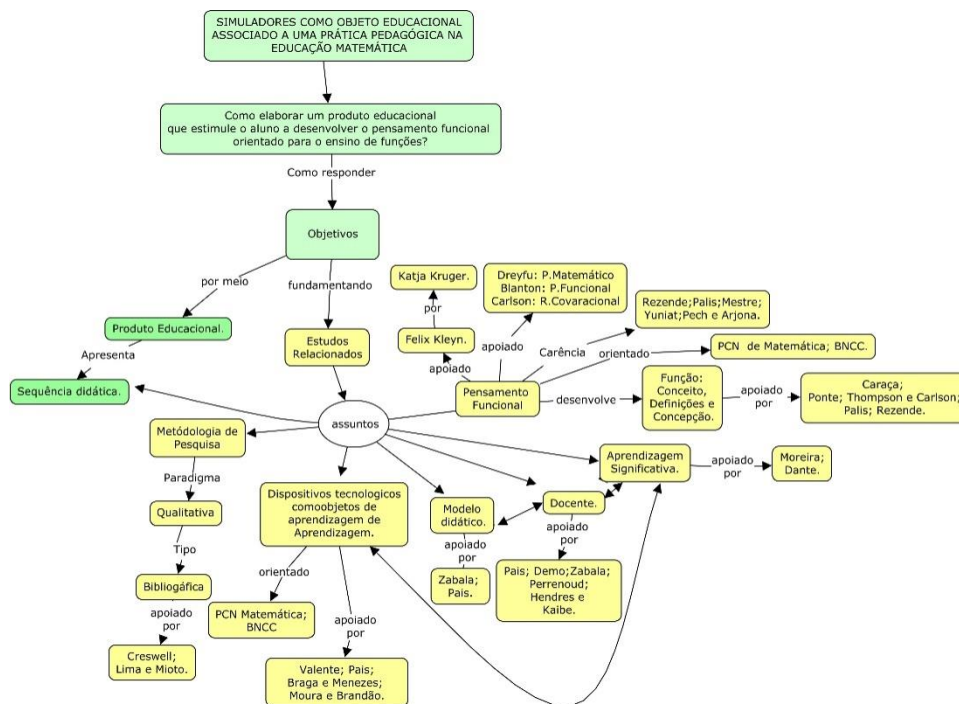 SIMULADORES COMO OBJETO EDUCACIONAL
ASSOCIADO A UMA PRÁTICA PEDAGÓGICA NA
EDUCAÇÃO MATEMÁTICA
Como elaborar um produto educacional
que estimule o aluno a desenvolver o pensamento funcional
orientado para o ensino de funções?
Como responder
Objetivos
por meio
fundamentando
Produto Educacional.
Apresenta
Sequência didática.
Estudos
Relacionados
assuntos
Katja Kruger.
por
Felix Kleyn.
apoiado
Dreyfu: P.Matemático
Blanton: P.Funcional
Carlson: R.Covaracional
apoiado
Rezende;Palis;Mestre;
Yuniat;Pech e Arjona.
Carência
orientado
PCN de Matemática; BNCC.
Pensamento
Funcional
desenvolve
Função:
Conceito,
Definições e
Concepção.
apoiado
por
Caraça;
Ponte; Thompson e Carlson;
Palis; Rezende.
Metódologia de
Pesquisa
Paradigma
Qualitativa
Tipo
Bibliogáfica
apoiado
por
Creswell;
Lima e Mioto.
Dispositivos tecnologicos
comoobjetos de
aprendizagem de
Aprendizagem.
orientado
PCN Matemática;
BNCC
apoiado
por
Valente; Pais;
Braga e Menezes;
Moura e Brandão.
Modelo
didático.
apoiado
por
Zabala;
Pais.
Docente.
apoiado
por
Pais; Demo;Zabala;
Perrenoud;
Hendres e
Kaibe.
Aprendizagem
Significativa.
apoiado
por
Moreira;
Dante.